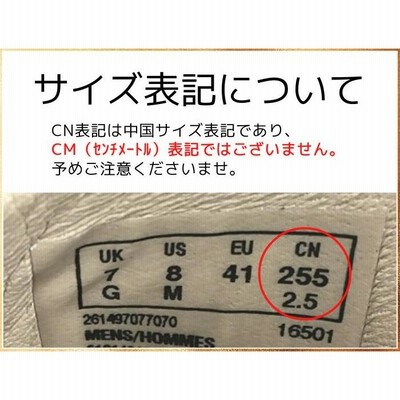 サイズ表記について
CN表記は中国サイズ表記であり、
CM（ｾﾝﾁﾒｰﾄﾙ）表記ではございません。
予めご注意くださいませ。
UK US EU CN
7 8 41 255
G M 2.5
261497077070 16501
MENS/HOMMES